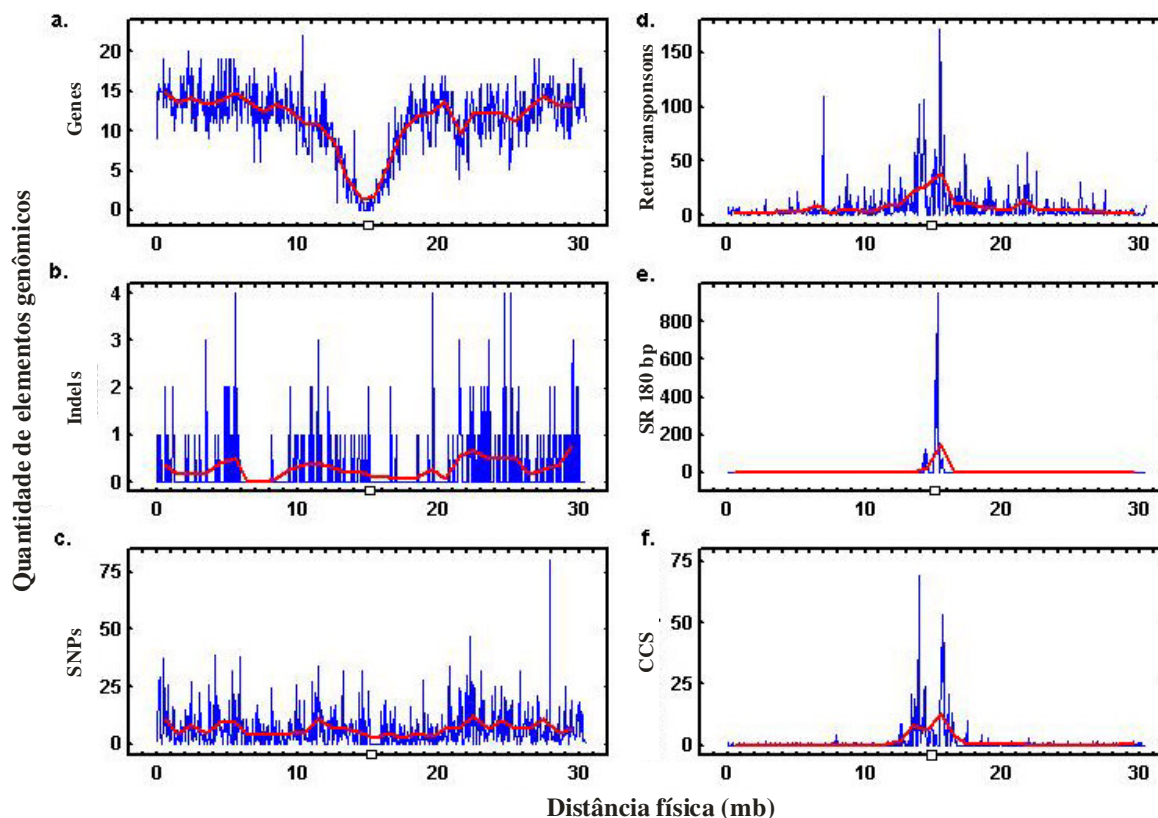 Quantidade de elementos genômicos
a.
Genes
20
15
10
5
0
0 10 20 30
b.
Indels
4
3
2
1
0
0 10 20 30
c.
SNPs
75
50
25
0
0 10 20 30
d.
Retrotransponsons
150
100
50
0
0 10 20 30
e.
SR 180 bp
800
600
400
200
0
0 10 20 30
f.
CCS
75
50
25
0
0 10 20 30
Distância física (mb)